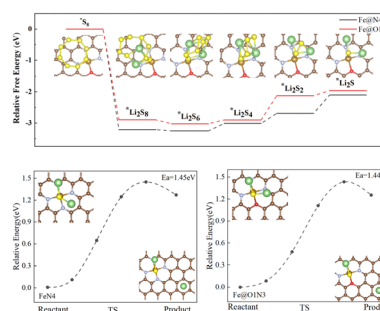 *S8
Fe@N4
Fe@O1
0
-1
-2
-3
Relative Free Energy (eV)
*Li2S8
*Li2S6
*Li2S4
*Li2S2
*Li2S
1.5
1.2
0.9
0.6
0.3
0.0
Relative Energy(eV)
Ea=1.45eV
FeN4
Reactant TS Product
1.5
1.2
0.9
0.6
0.3
0.0
Relative Energy(eV)
Ea=1.44
Fe@O1N3
Reactant TS Produ